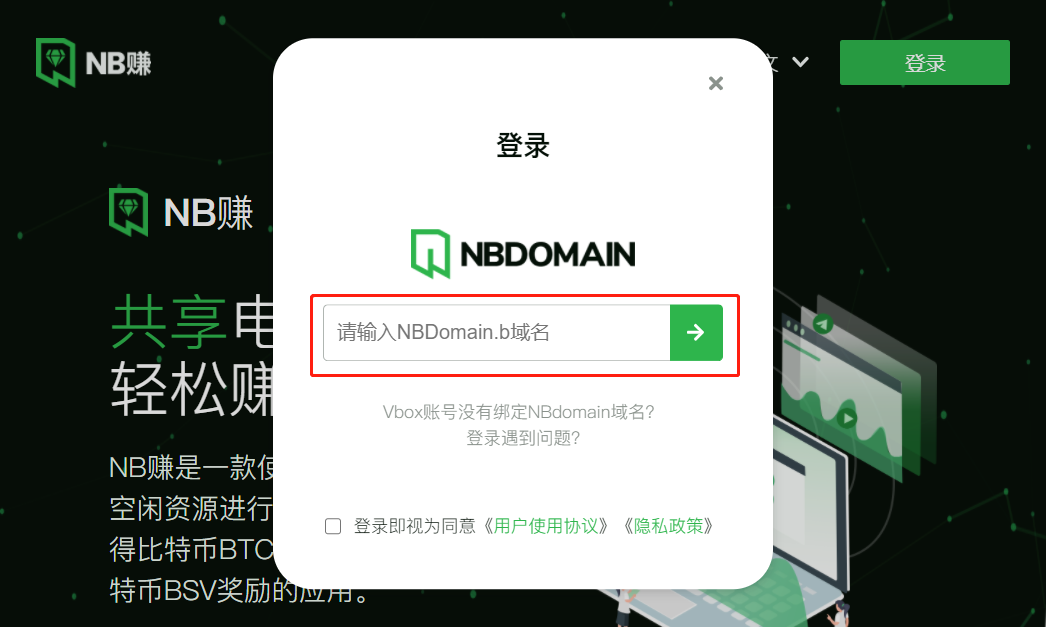 NB赚
文
登录
登录
NBDOMAIN
请输入NBDomain.b域名
Vbox账号没有绑定NBdomain域名?
登录遇到问题?
登录即视为同意《用户使用协议》《隐私政策》
NB赚
共享电
轻松赚
NB赚是一款使
空闲资源进行
得比特币BTC
特币BSV奖励的应用。